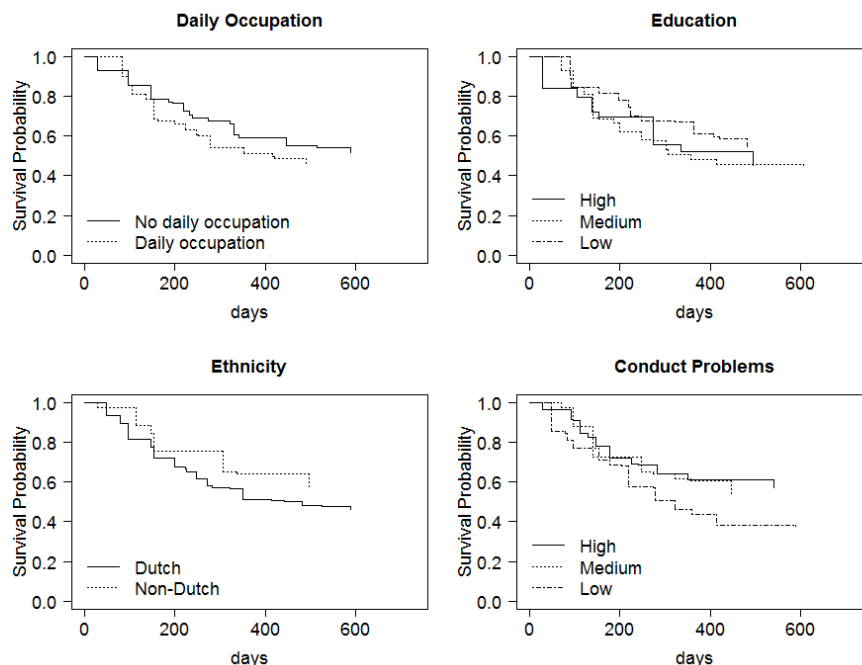 Daily Occupation
Survival Probability
1.0
0.8
0.6
0.4
0.2
0.0
No daily occupation
Daily occupation
0 200 400 600
days
Education
Survival Probability
1.0
0.8
0.6
0.4
0.2
0.0
High
Medium
Low
0 200 400 600
days
Ethnicity
Survival Probability
1.0
0.8
0.6
0.4
0.2
0.0
Dutch
Non-Dutch
0 200 400 600
days
Conduct Problems
Survival Probability
1.0
0.8
0.6
0.4
0.2
0.0
High
Medium
Low
0 200 400 600
days